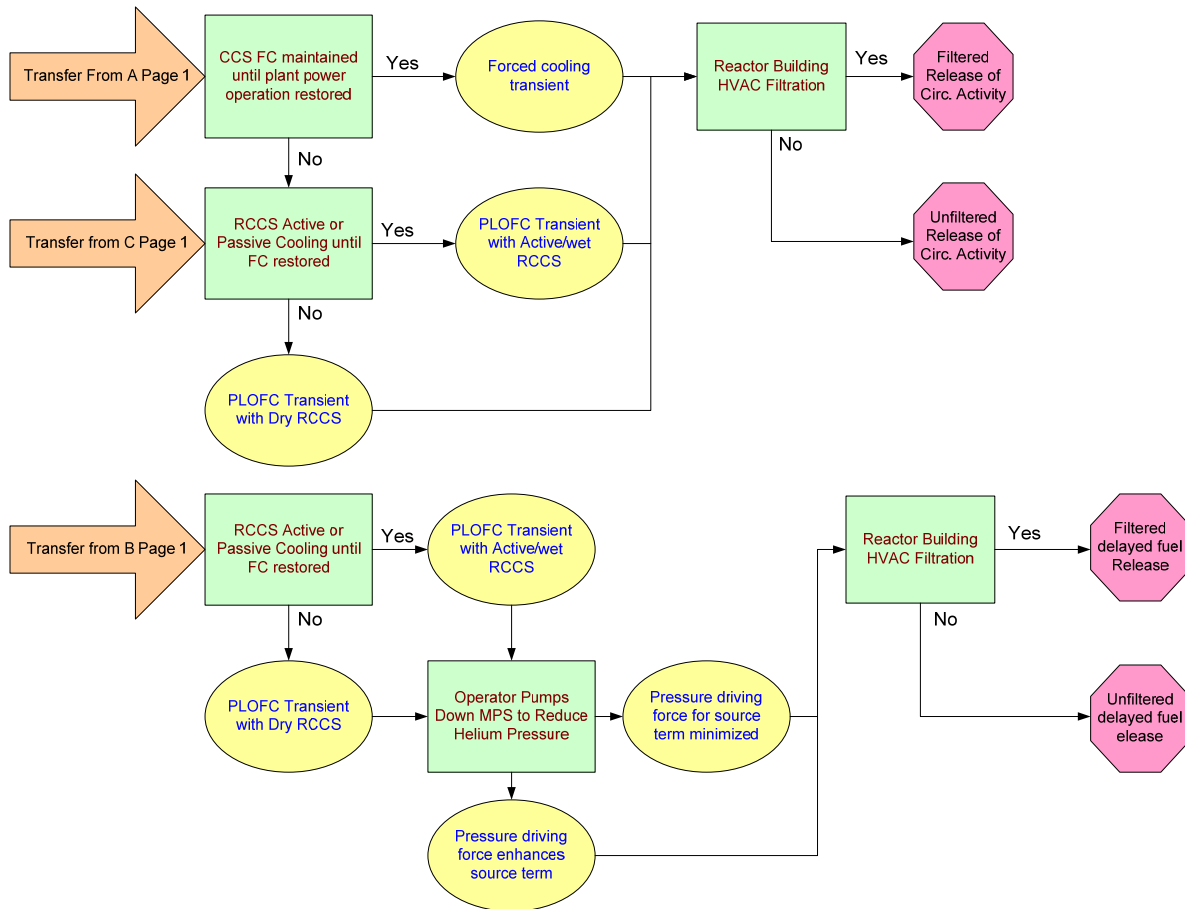 Transfer From A Page 1
CCS FC maintained
until plant power
operation restored
Yes
Forced cooling
transient
Reactor Building
HVAC Filtration
Yes
Filtered
Release of
Circ. Activity
No
No
Transfer from C Page 1
RCCS Active or
Passive Cooling until
FC restored
Yes
PLOFC Transient
with Active/wet
RCCS
Unfiltered
Release of
Circ. Activity
No
PLOFC Transient
with Dry RCCS
Transfer from B Page 1
RCCS Active or
Passive Cooling until
FC restored
Yes
PLOFC Transient
with Active/wet
RCCS
Reactor Building
HVAC Filtration
Yes
Filtered
delayed fuel
Release
No
No
PLOFC Transient
with Dry RCCS
Operator Pumps
Down MPS to Reduce
Helium Pressure
Pressure driving
force for source
term minimized
Unfiltered
delayed fuel
elease
Pressure driving
force enhances
source term